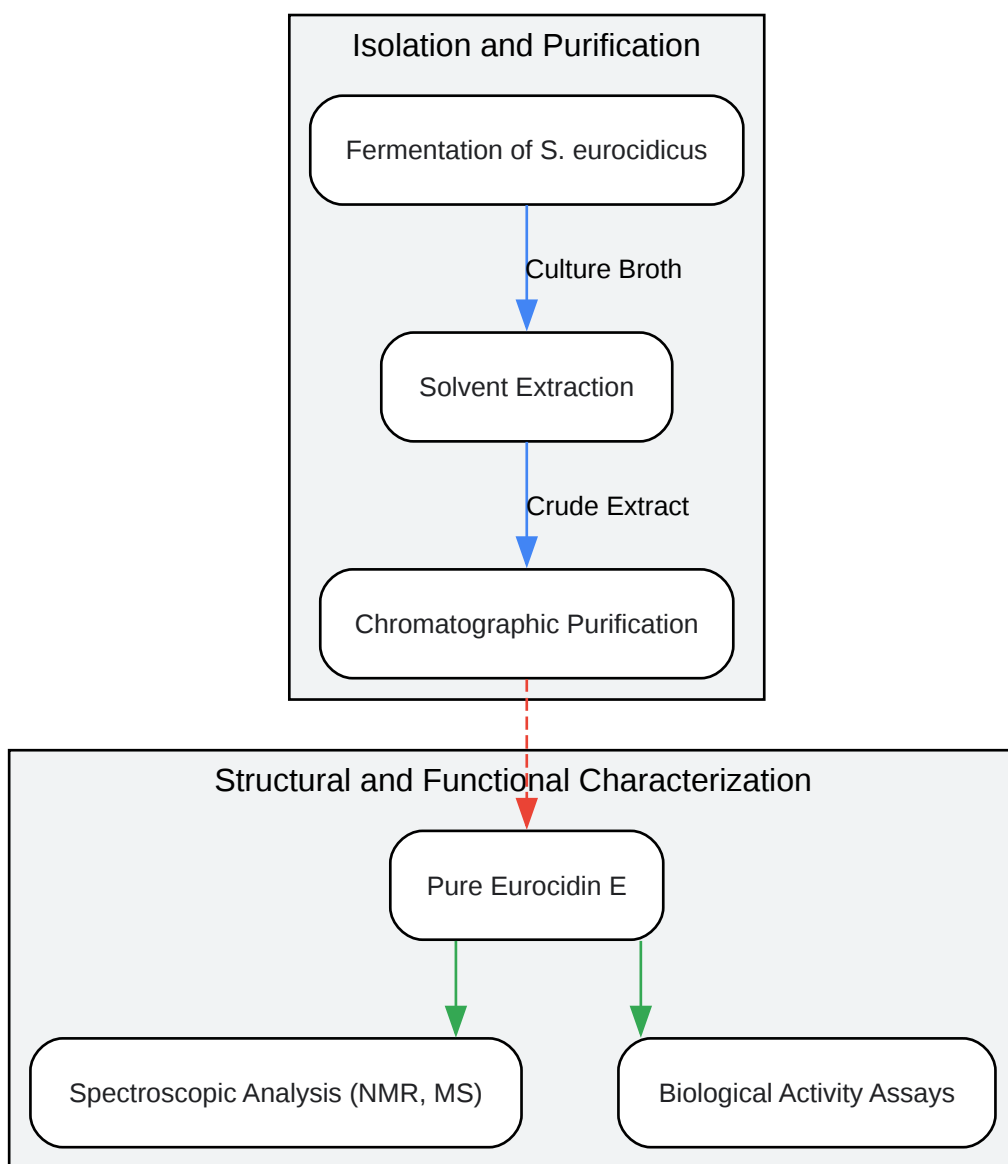 Isolation and Purification
Fermentation of S. eurocidicus
Culture Broth
Solvent Extraction
Crude Extract
Chromatographic Purification
Structural and Functional Characterization
Pure Eurocidin E
Spectroscopic Analysis (NMR, MS)
Biological Activity Assays